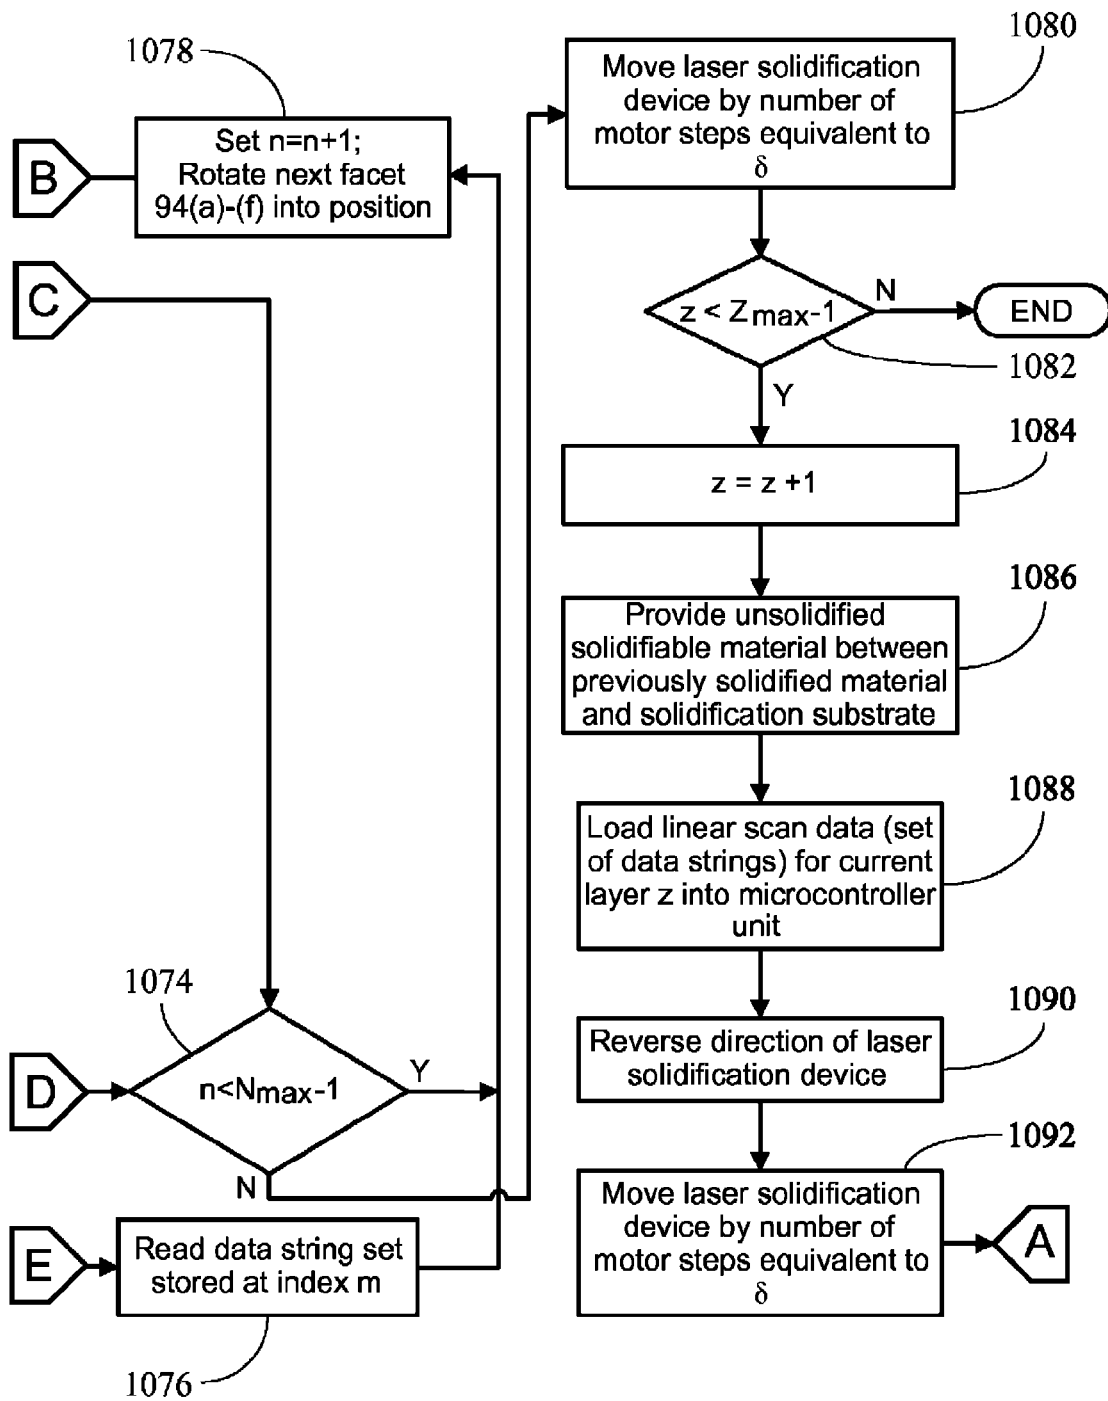 1078
B
Set n=n+1;
Rotate next facet
94(a)-(f) into position
C
1074
D
n<Nmax-1
Y
N
E
Read data string set
stored at index m
1076
1080
Move laser solidification
device by number of
motor steps equivalent to
δ
z < Zmax-1
N
END
1082
Y
1084
z = z +1
1086
Provide unsolidified
solidifiable material between
previously solidified material
and solidification substrate
1088
Load linear scan data (set
of data strings) for current
layer z into microcontroller
unit
1090
Reverse direction of laser
solidification device
1092
Move laser solidification
device by number of
motor steps equivalent to
δ
A